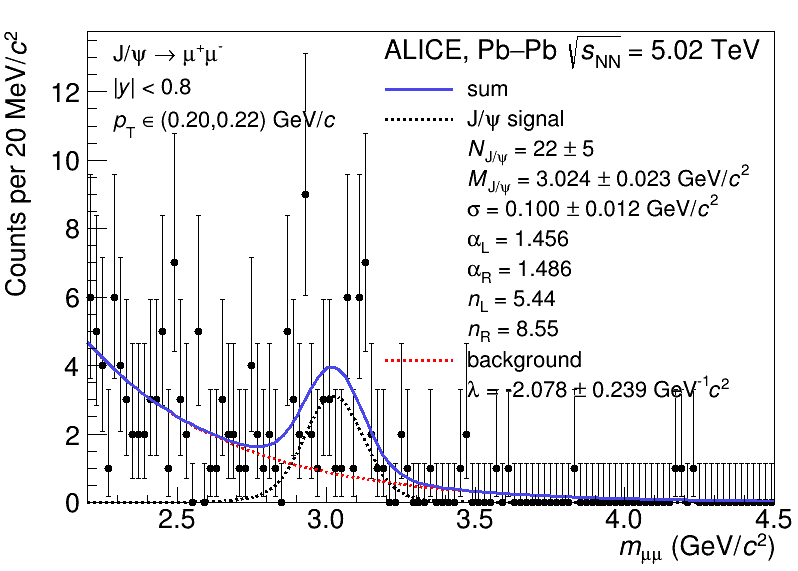 Counts per 20 MeV/c²
J/ψ → μ⁺μ⁻
|y| < 0.8
p_T ∈ (0.20,0.22) GeV/c
ALICE, Pb–Pb √s_NN = 5.02 TeV
sum
J/ψ signal
N_J/ψ = 22 ± 5
M_J/ψ = 3.024 ± 0.023 GeV/c²
σ = 0.100 ± 0.012 GeV/c²
α_L = 1.456
α_R = 1.486
n_L = 5.44
n_R = 8.55
background
λ = -2.078 ± 0.239 GeV⁻¹c²
12
10
8
6
4
2
0
2.5 3.0 3.5 4.0 4.5
m_μμ (GeV/c²)